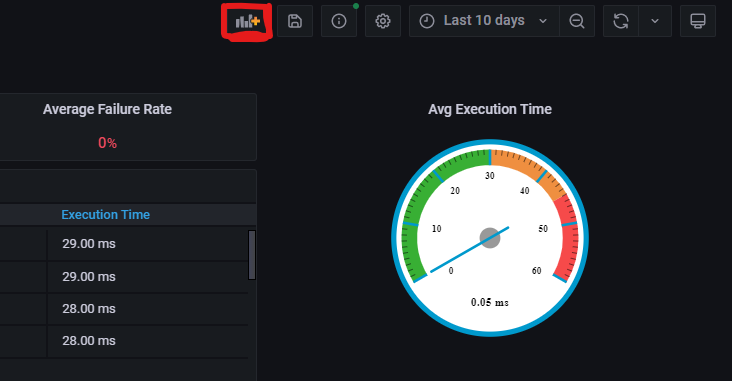 Last 10 days
Average Failure Rate
0%
Execution Time
29.00 ms
29.00 ms
28.00 ms
28.00 ms
Avg Execution Time
0
10
20
30
40
50
60
0.05 ms